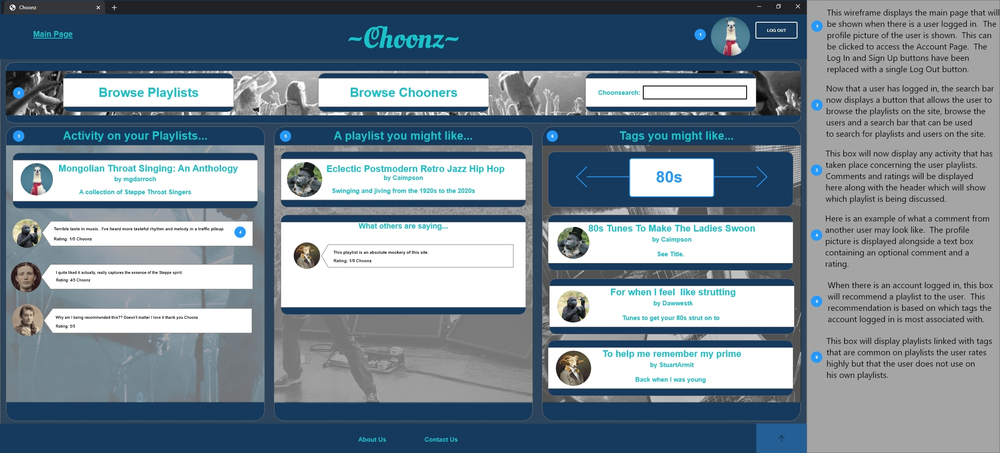 Choonz
Main Page
~Choonz~
1
LOG OUT
2
Browse Playlists
Browse Chooners
Choonsearch:
3
Activity on your Playlists...
Mongolian Throat Singing: An Anthology
by mgdarroch
A collection of Steppe Throat Singers
Terrible taste in music.  I've heard more tasteful rhythm and melody in a traffic pileup.
Rating: 1/5 Choonz
4
I quite liked it actually, really captures the essence of the Steppe spirit.
Rating: 4/5 Choonz
Why am I being recommended this?? Doesn't matter I love it thank you Choonz
Rating: 5/5
5
A playlist you might like...
Eclectic Postmodern Retro Jazz Hip Hop
by Caimpson
Swinging and jiving from the 1920s to the 2020s
What others are saying...
This playlist is an absolute mockery of this site.
Rating: 1/5 Choonz
6
Tags you might like...
80s
80s Tunes To Make The Ladies Swoon
by Caimpson
See Title.
For when I feel  like strutting
by Dawwestk
Tunes to get your 80s strut on to
To help me remember my prime
by StuartArmit
Back when I was young
About Us
Contact Us
1
This wireframe displays the main page that will
be shown when there is a user logged in.  The
profile picture of the user is shown.  This can
be clicked to access the Account Page.  The
Log In and Sign Up buttons have been
replaced with a single Log Out button.
2
Now that a user has logged in, the search bar
now displays a button that allows the user to
browse the playlists on the site, browse the
users and a search bar that can be used
to search for playlists and users on the site.
3
This box will now display any activity that has
taken place concerning the user playlists.
Comments and ratings will be displayed
here along with the header which will show
which playlist is being discussed.
4
Here is an example of what a comment from
another user may look like.  The profile
picture is displayed alongside a text box
containing an optional comment and a
rating.
5
When there is an account logged in, this box
will recommend a playlist to the user.  This
recommendation is based on which tags the
account logged in is most associated with.
6
This box will display playlists linked with tags
that are common on playlists the user rates
highly but that the user does not use on
his own playlists.